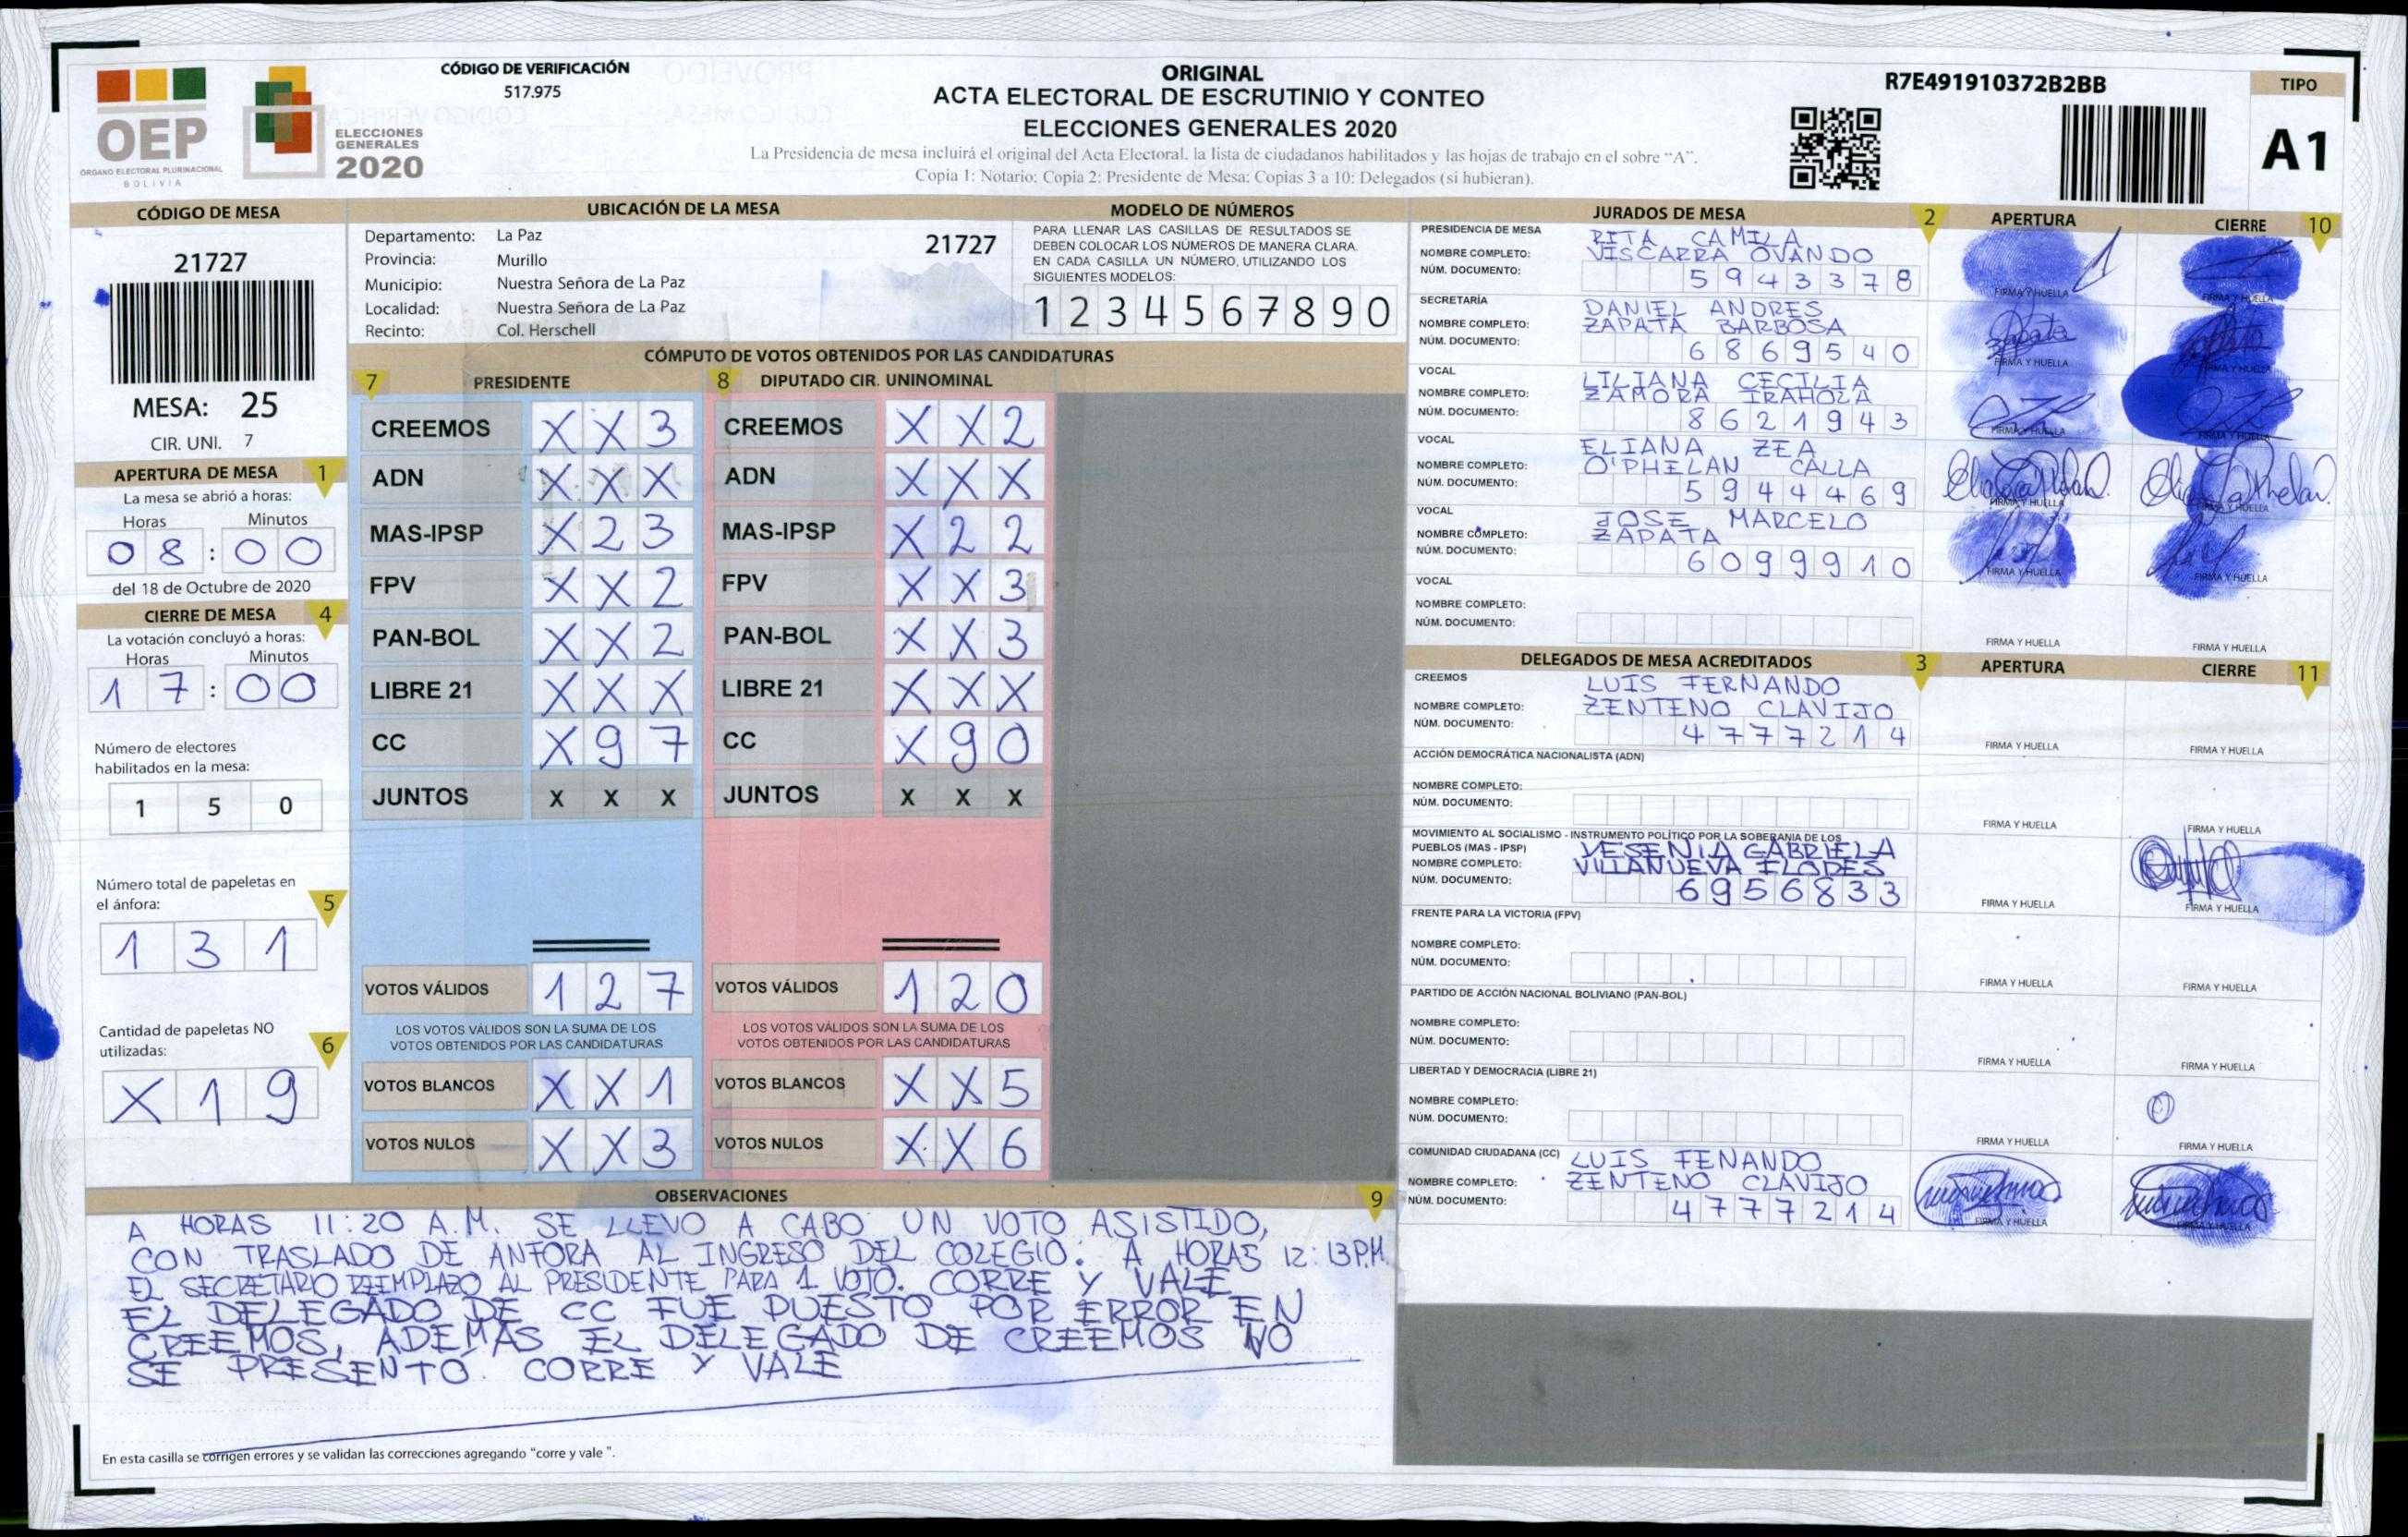 CÓDIGO DE VERIFICACIÓN
517.975
OEP
ÓRGANO ELECTORAL PLURINACIONAL
BOLIVIA
ELECCIONES
GENERALES
2020
ORIGINAL
ACTA ELECTORAL DE ESCRUTINIO Y CONTEO
ELECCIONES GENERALES 2020
La Presidencia de mesa incluirá el original del Acta Electoral, la lista de ciudadanos habilitados y las hojas de trabajo en el sobre “A”.
Copia 1: Notario; Copia 2: Presidente de Mesa; Copias 3 a 10: Delegados (si hubieran).
R7E491910372B2BB
TIPO
A1
CÓDIGO DE MESA
21727
MESA: 25
CIR. UNI. 7
APERTURA DE MESA 1
La mesa se abrió a horas:
Horas Minutos
08:00
del 18 de Octubre de 2020
CIERRE DE MESA 4
La votación concluyó a horas:
Horas Minutos
17:00
Número de electores
habilitados en la mesa:
1 5 0
Número total de papeletas en
el ánfora: 5
1 3 1
Cantidad de papeletas NO
utilizadas: 6
X 1 9
UBICACIÓN DE LA MESA
Departamento: La Paz
Provincia: Murillo
Municipio: Nuestra Señora de La Paz
Localidad: Nuestra Señora de La Paz
Recinto: Col. Herschell
21727
MODELO DE NÚMEROS
PARA LLENAR LAS CASILLAS DE RESULTADOS SE
DEBEN COLOCAR LOS NÚMEROS DE MANERA CLARA.
EN CADA CASILLA UN NÚMERO, UTILIZANDO LOS
SIGUIENTES MODELOS:
1 2 3 4 5 6 7 8 9 0
CÓMPUTO DE VOTOS OBTENIDOS POR LAS CANDIDATURAS
7 PRESIDENTE 8 DIPUTADO CIR. UNINOMINAL
CREEMOS X X 3 CREEMOS X X 2
ADN X X X ADN X X X
MAS-IPSP X 2 3 MAS-IPSP X 2 2
FPV X X 2 FPV X X 3
PAN-BOL X X 2 PAN-BOL X X 3
LIBRE 21 X X X LIBRE 21 X X X
CC X 9 7 CC X 9 0
JUNTOS X X X JUNTOS X X X
VOTOS VÁLIDOS 1 2 7 VOTOS VÁLIDOS 1 2 0
LOS VOTOS VÁLIDOS SON LA SUMA DE LOS LOS VOTOS VÁLIDOS SON LA SUMA DE LOS
VOTOS OBTENIDOS POR LAS CANDIDATURAS VOTOS OBTENIDOS POR LAS CANDIDATURAS
VOTOS BLANCOS X X 1 VOTOS BLANCOS X X 5
VOTOS NULOS X X 3 VOTOS NULOS X X 6
OBSERVACIONES 9
A HORAS 11:20 A.M. SE LLEVO A CABO UN VOTO ASISTIDO,
CON TRASLADO DE ANFORA AL INGRESO DEL COLEGIO. A HORAS 12:13P.M.
EL SECRETARIO REEMPLAZO AL PRESIDENTE PARA 1 VOTO. CORRE Y VALE
EL DELEGADO DE CC FUE PUESTO POR ERROR EN
CREEMOS, ADEMÁS EL DELEGADO DE CREEMOS NO
SE PRESENTÓ. CORRE Y VALE
En esta casilla se corrigen errores y se validan las correcciones agregando "corre y vale".
JURADOS DE MESA 2 APERTURA CIERRE 10
PRESIDENCIA DE MESA RITA CAMILA
NOMBRE COMPLETO: VISCARRA OVANDO
NÚM. DOCUMENTO: 5943378
FIRMA Y HUELLA FIRMA Y HUELLA
SECRETARÍA DANIEL ANDRES
NOMBRE COMPLETO: ZAPATA BARBOSA
NÚM. DOCUMENTO: 6869540
FIRMA Y HUELLA FIRMA Y HUELLA
VOCAL LILIANA CECILIA
NOMBRE COMPLETO: ZAMORA IRAHOLA
NÚM. DOCUMENTO: 8621943
FIRMA Y HUELLA FIRMA Y HUELLA
VOCAL ELIANA ZEA
NOMBRE COMPLETO: O'PHELAN CALLA
NÚM. DOCUMENTO: 5944469
FIRMA Y HUELLA FIRMA Y HUELLA
VOCAL JOSE MARCELO
NOMBRE COMPLETO: ZAPATA
NÚM. DOCUMENTO: 6099910
FIRMA Y HUELLA FIRMA Y HUELLA
VOCAL
NOMBRE COMPLETO:
NÚM. DOCUMENTO:
FIRMA Y HUELLA FIRMA Y HUELLA
DELEGADOS DE MESA ACREDITADOS 3 APERTURA CIERRE 11
CREEMOS LUIS FERNANDO
NOMBRE COMPLETO: ZENTENO CLAVIJO
NÚM. DOCUMENTO: 4777214
FIRMA Y HUELLA FIRMA Y HUELLA
ACCIÓN DEMOCRÁTICA NACIONALISTA (ADN)
NOMBRE COMPLETO:
NÚM. DOCUMENTO:
FIRMA Y HUELLA FIRMA Y HUELLA
MOVIMIENTO AL SOCIALISMO - INSTRUMENTO POLÍTICO POR LA SOBERANIA DE LOS
PUEBLOS (MAS - IPSP) YESENIA GABRIELA
NOMBRE COMPLETO: VILLANUEVA FLORES
NÚM. DOCUMENTO: 6956833
FIRMA Y HUELLA FIRMA Y HUELLA
FRENTE PARA LA VICTORIA (FPV)
NOMBRE COMPLETO:
NÚM. DOCUMENTO:
FIRMA Y HUELLA FIRMA Y HUELLA
PARTIDO DE ACCIÓN NACIONAL BOLIVIANO (PAN-BOL)
NOMBRE COMPLETO:
NÚM. DOCUMENTO:
FIRMA Y HUELLA FIRMA Y HUELLA
LIBERTAD Y DEMOCRACIA (LIBRE 21)
NOMBRE COMPLETO:
NÚM. DOCUMENTO:
FIRMA Y HUELLA FIRMA Y HUELLA
COMUNIDAD CIUDADANA (CC) LUIS FENANDO
NOMBRE COMPLETO: ZENTENO CLAVIJO
NÚM. DOCUMENTO: 4777214
FIRMA Y HUELLA FIRMA Y HUELLA